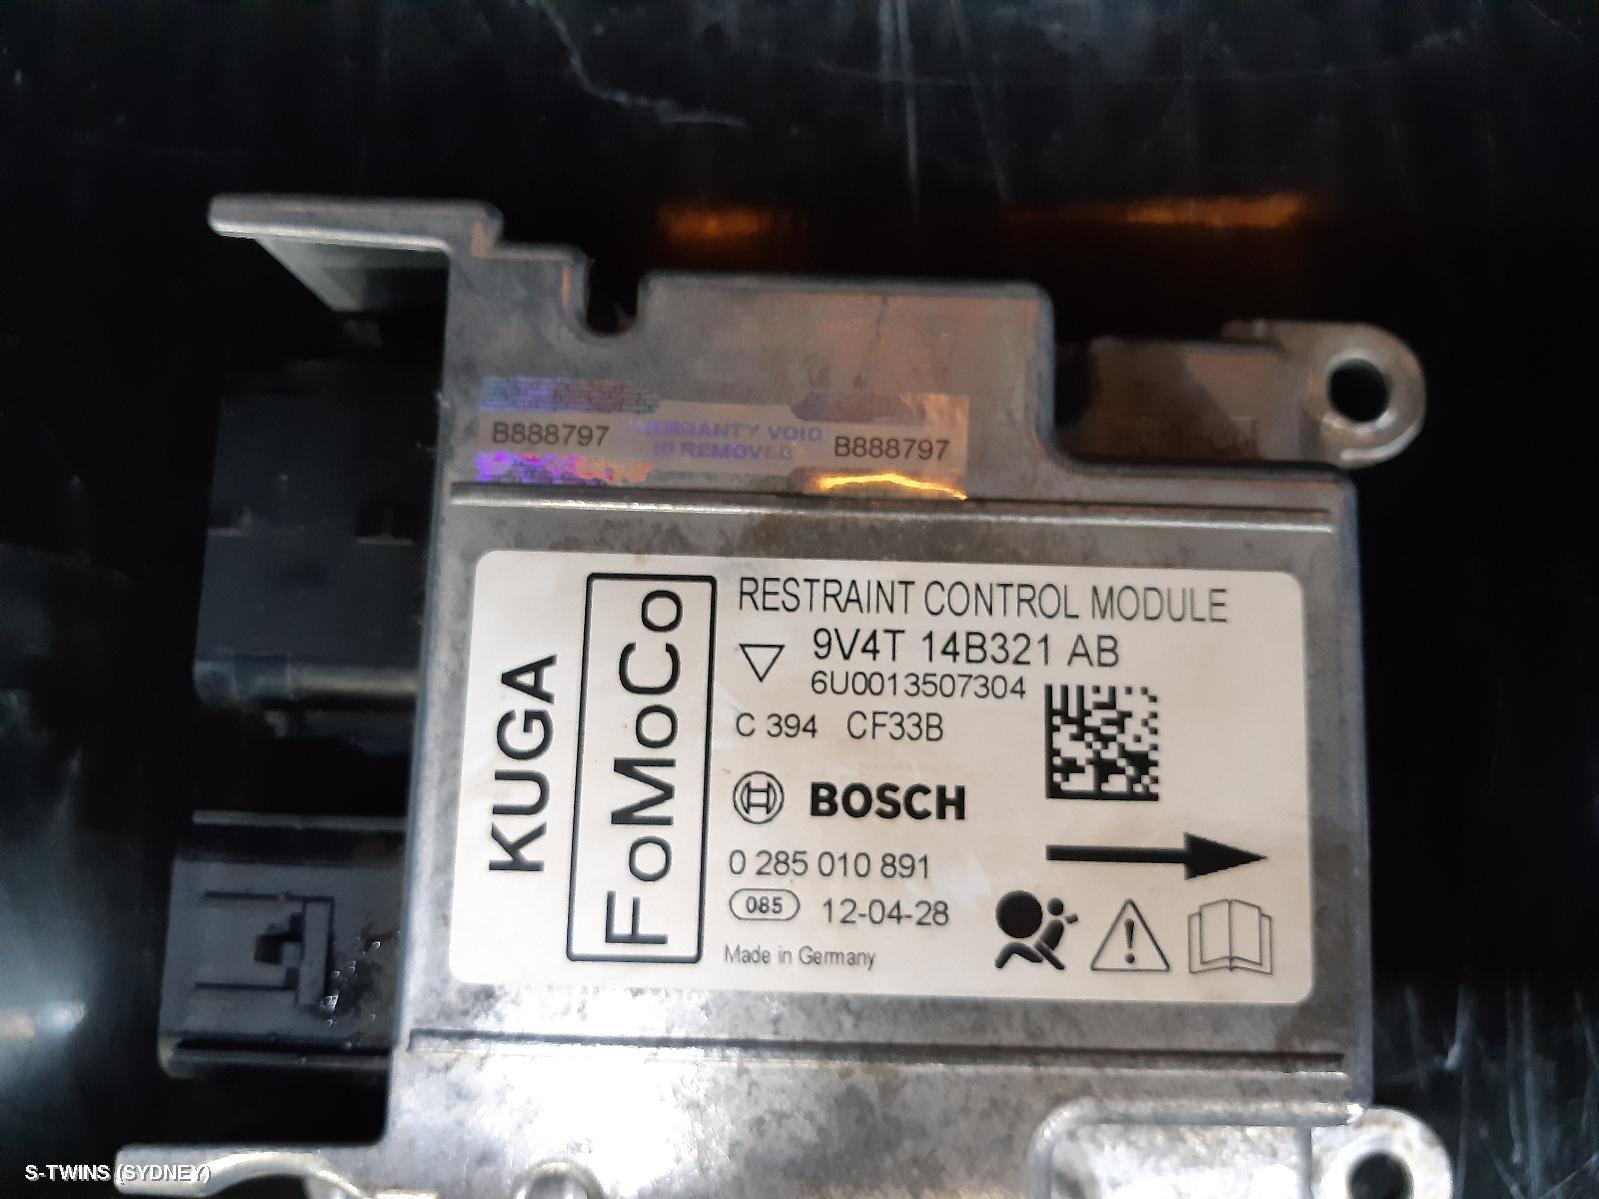 B888797 WARRANTY VOID IF REMOVED B888797
KUGA
FoMoCo
RESTRAINT CONTROL MODULE
9V4T 14B321 AB
6U0013507304
C 394 CF33B
BOSCH
0 285 010 891
085 12-04-28
Made in Germany
S-TWINS (SYDNEY)